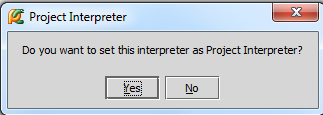 Project Interpreter
Do you want to set this interpreter as Project Interpreter?
Yes No